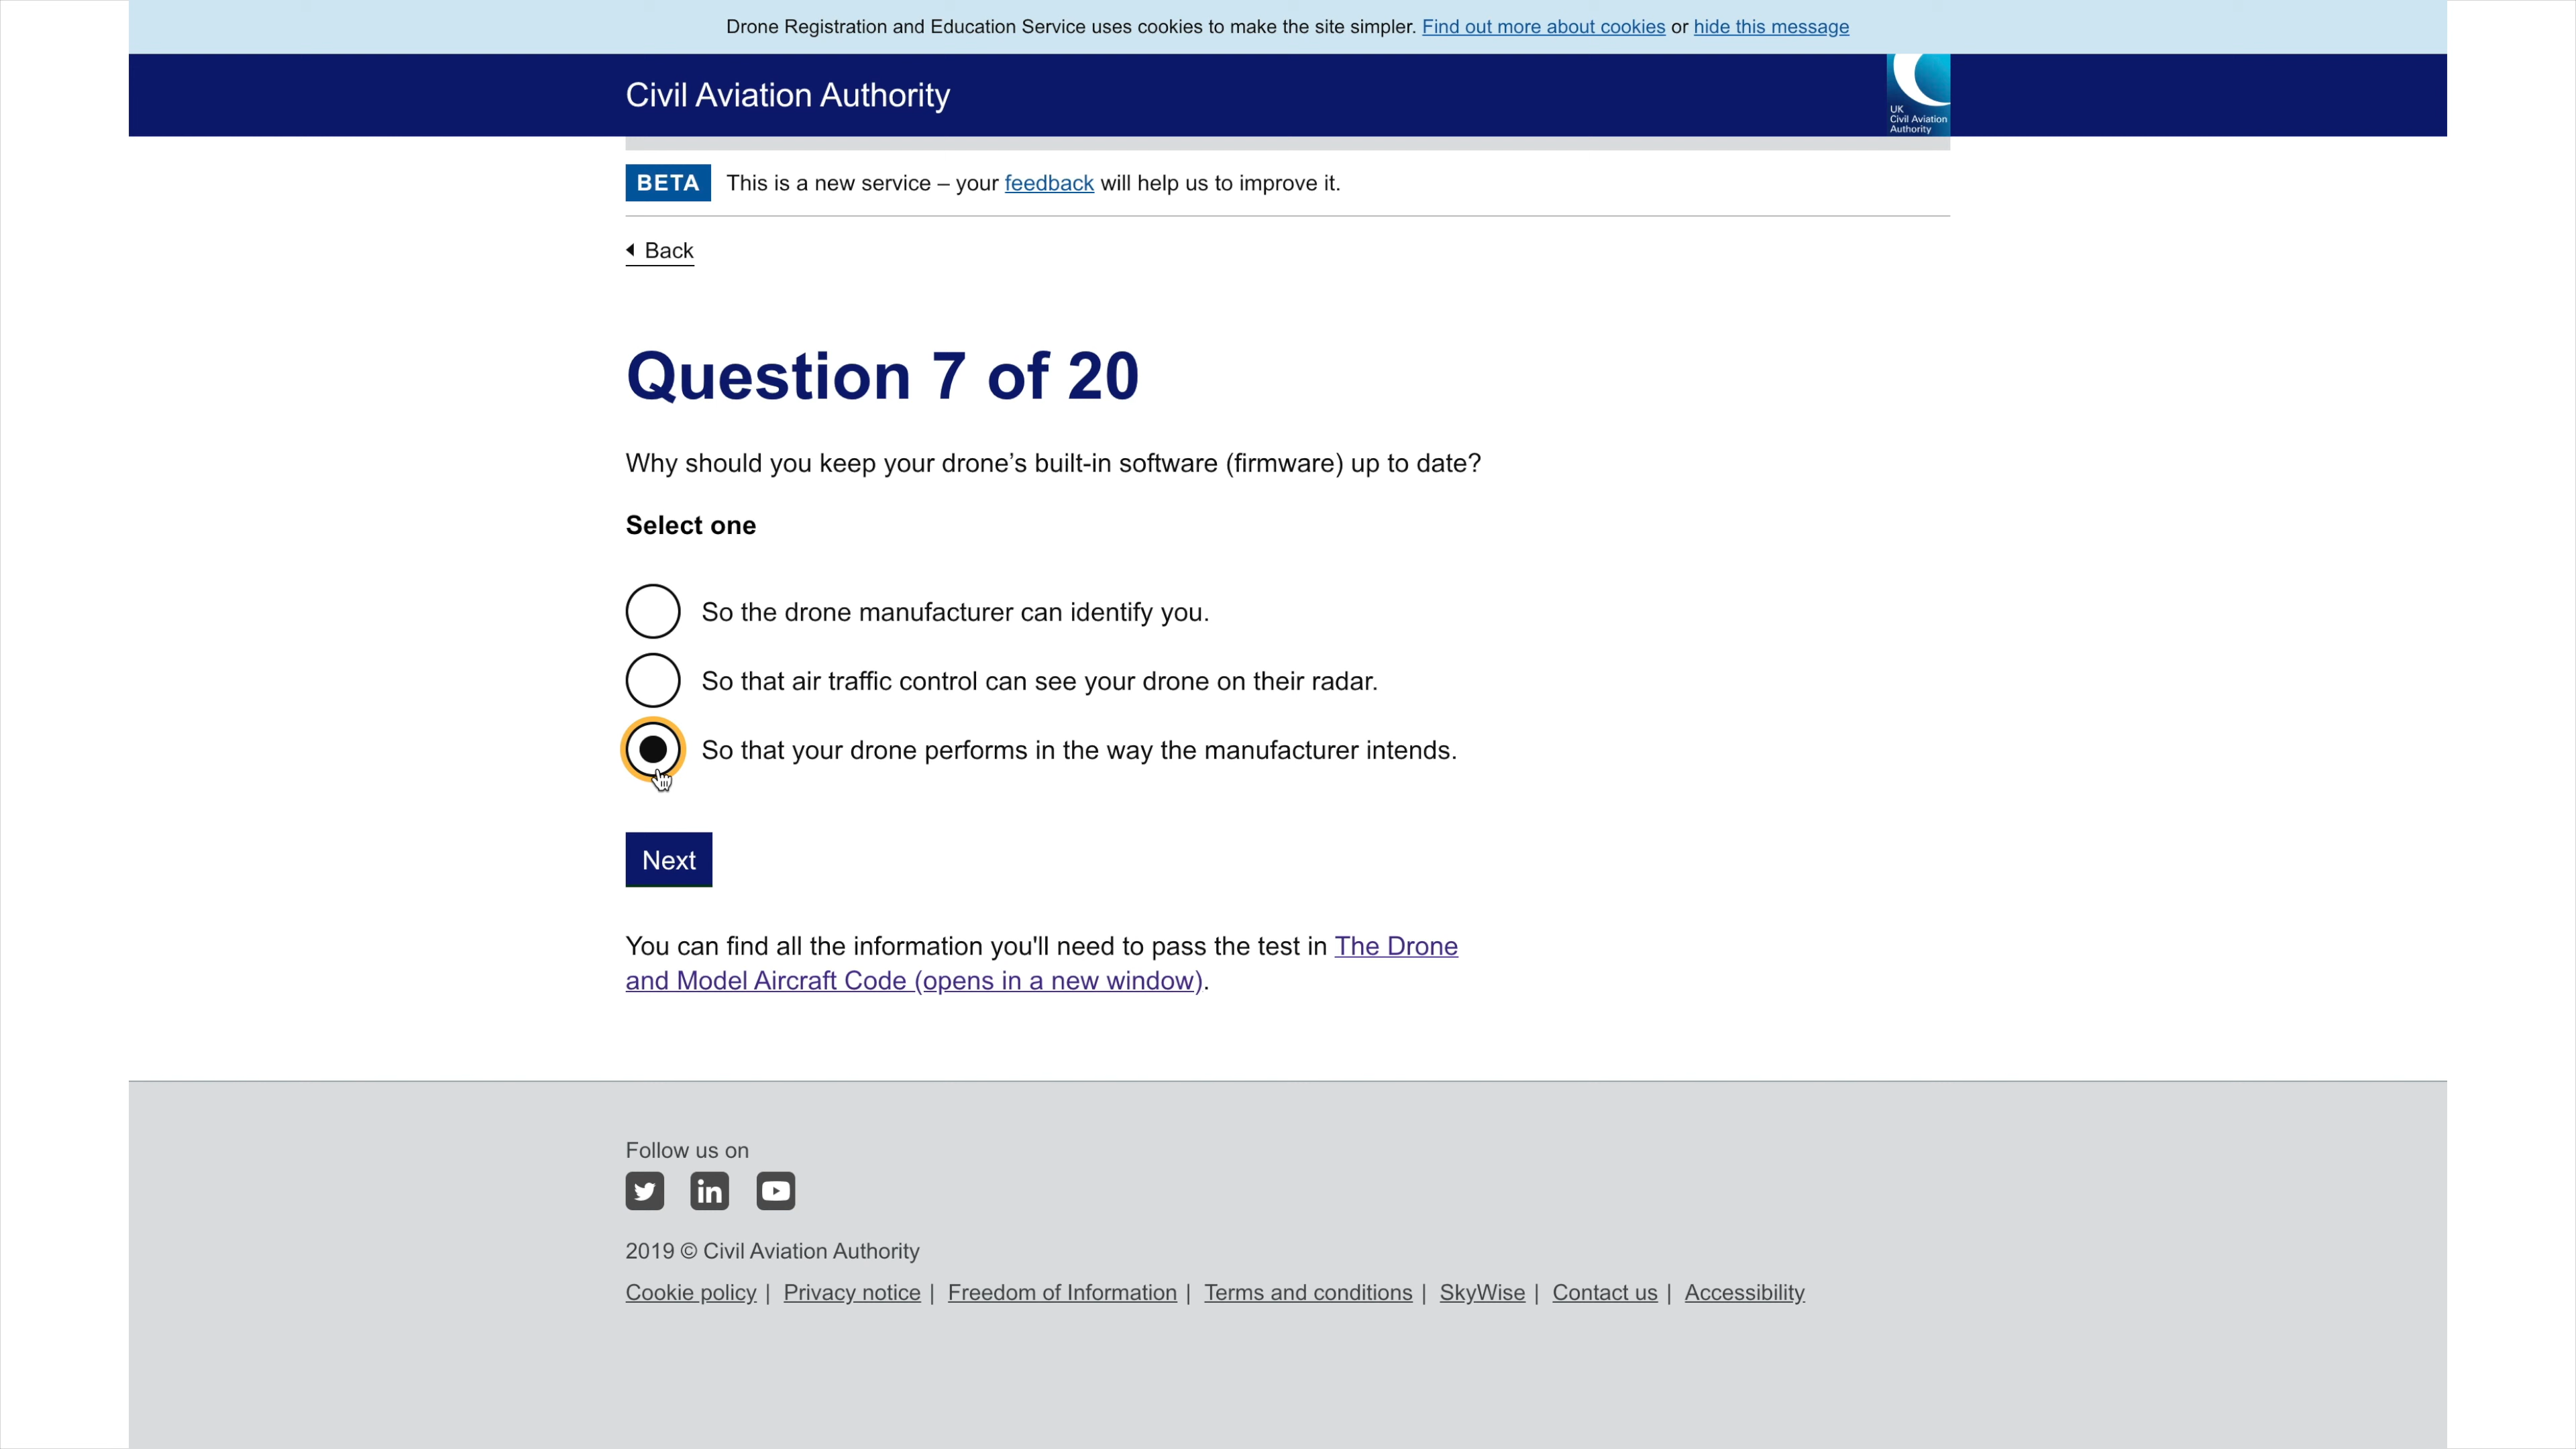 Drone Registration and Education Service uses cookies to make the site simpler. Find out more about cookies or hide this message
Civil Aviation Authority
UK
Civil Aviation
Authority
BETA This is a new service – your feedback will help us to improve it.
Back
Question 7 of 20
Why should you keep your drone’s built-in software (firmware) up to date?
Select one
So the drone manufacturer can identify you.
So that air traffic control can see your drone on their radar.
So that your drone performs in the way the manufacturer intends.
Next
You can find all the information you'll need to pass the test in The Drone
and Model Aircraft Code (opens in a new window).
Follow us on
in
2019 © Civil Aviation Authority
Cookie policy | Privacy notice | Freedom of Information | Terms and conditions | SkyWise | Contact us | Accessibility